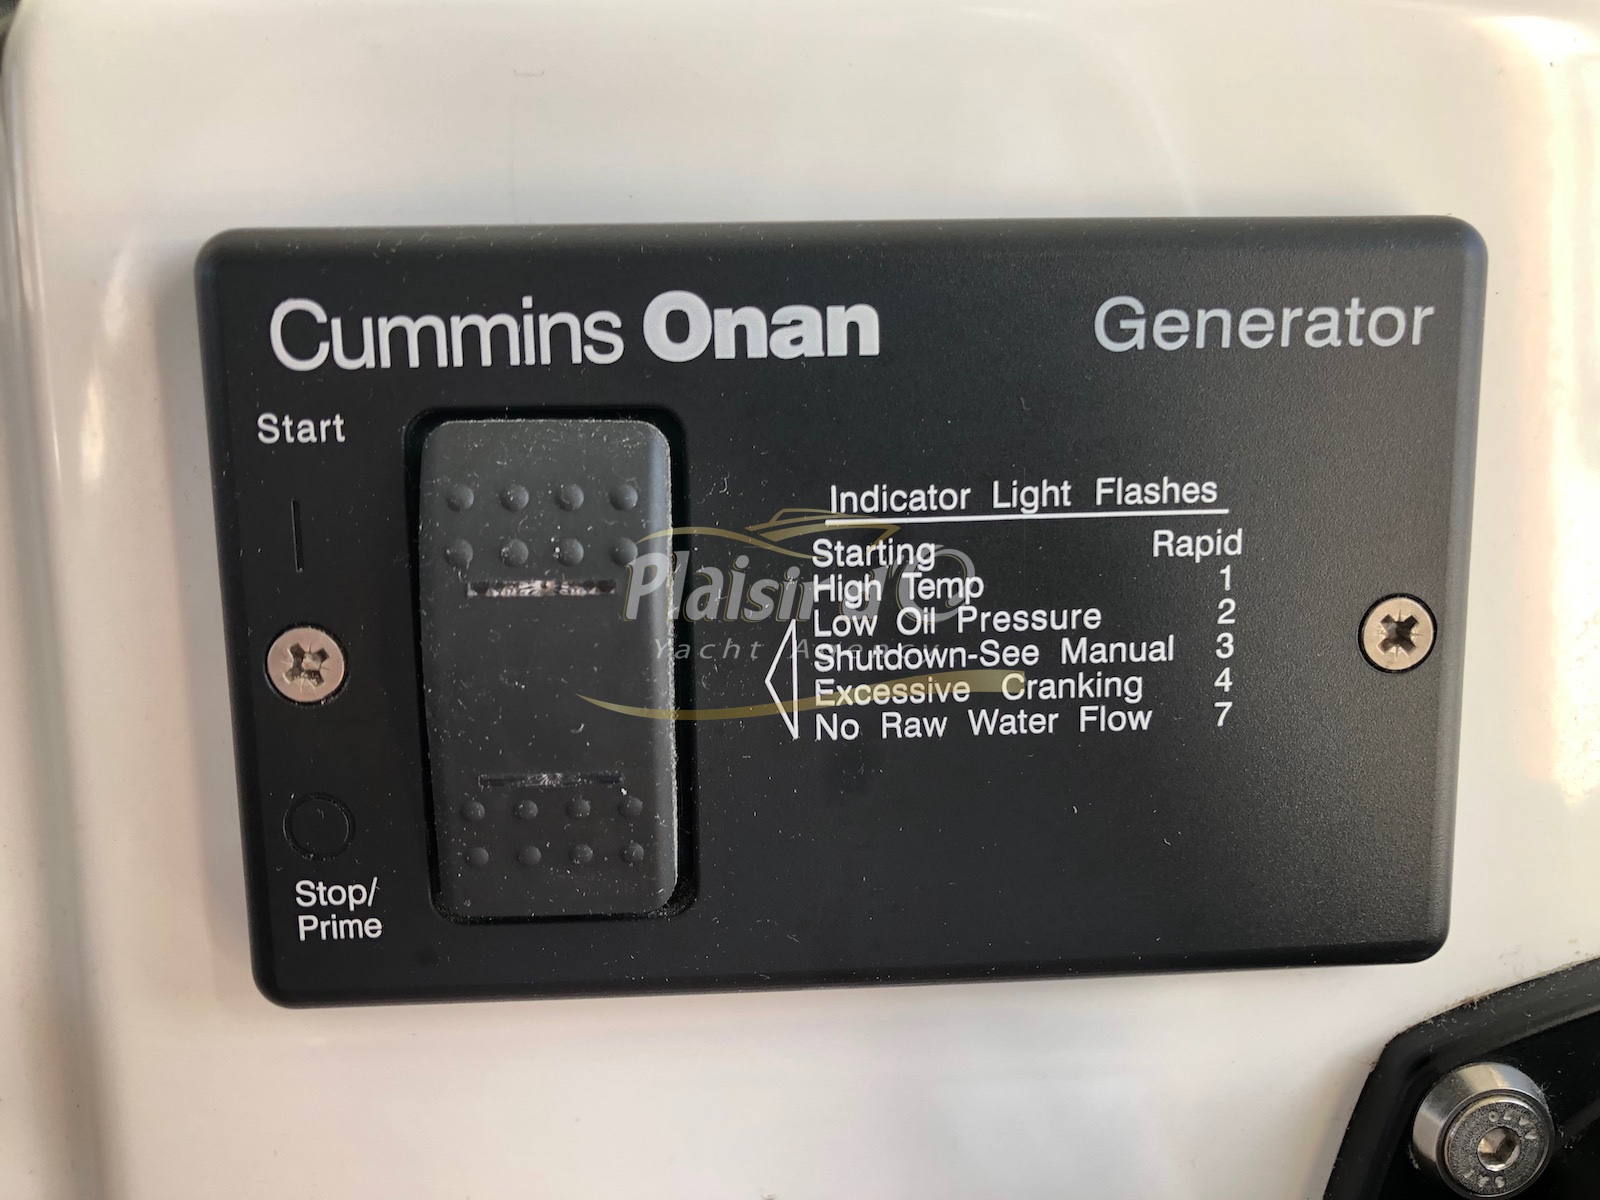 Cummins Onan Generator
Start
Indicator Light Flashes
Starting Rapid
High Temp 1
Low Oil Pressure 2
Shutdown-See Manual 3
Excessive Cranking 4
No Raw Water Flow 7
Stop/
Prime
Plaisir d'O
Yacht